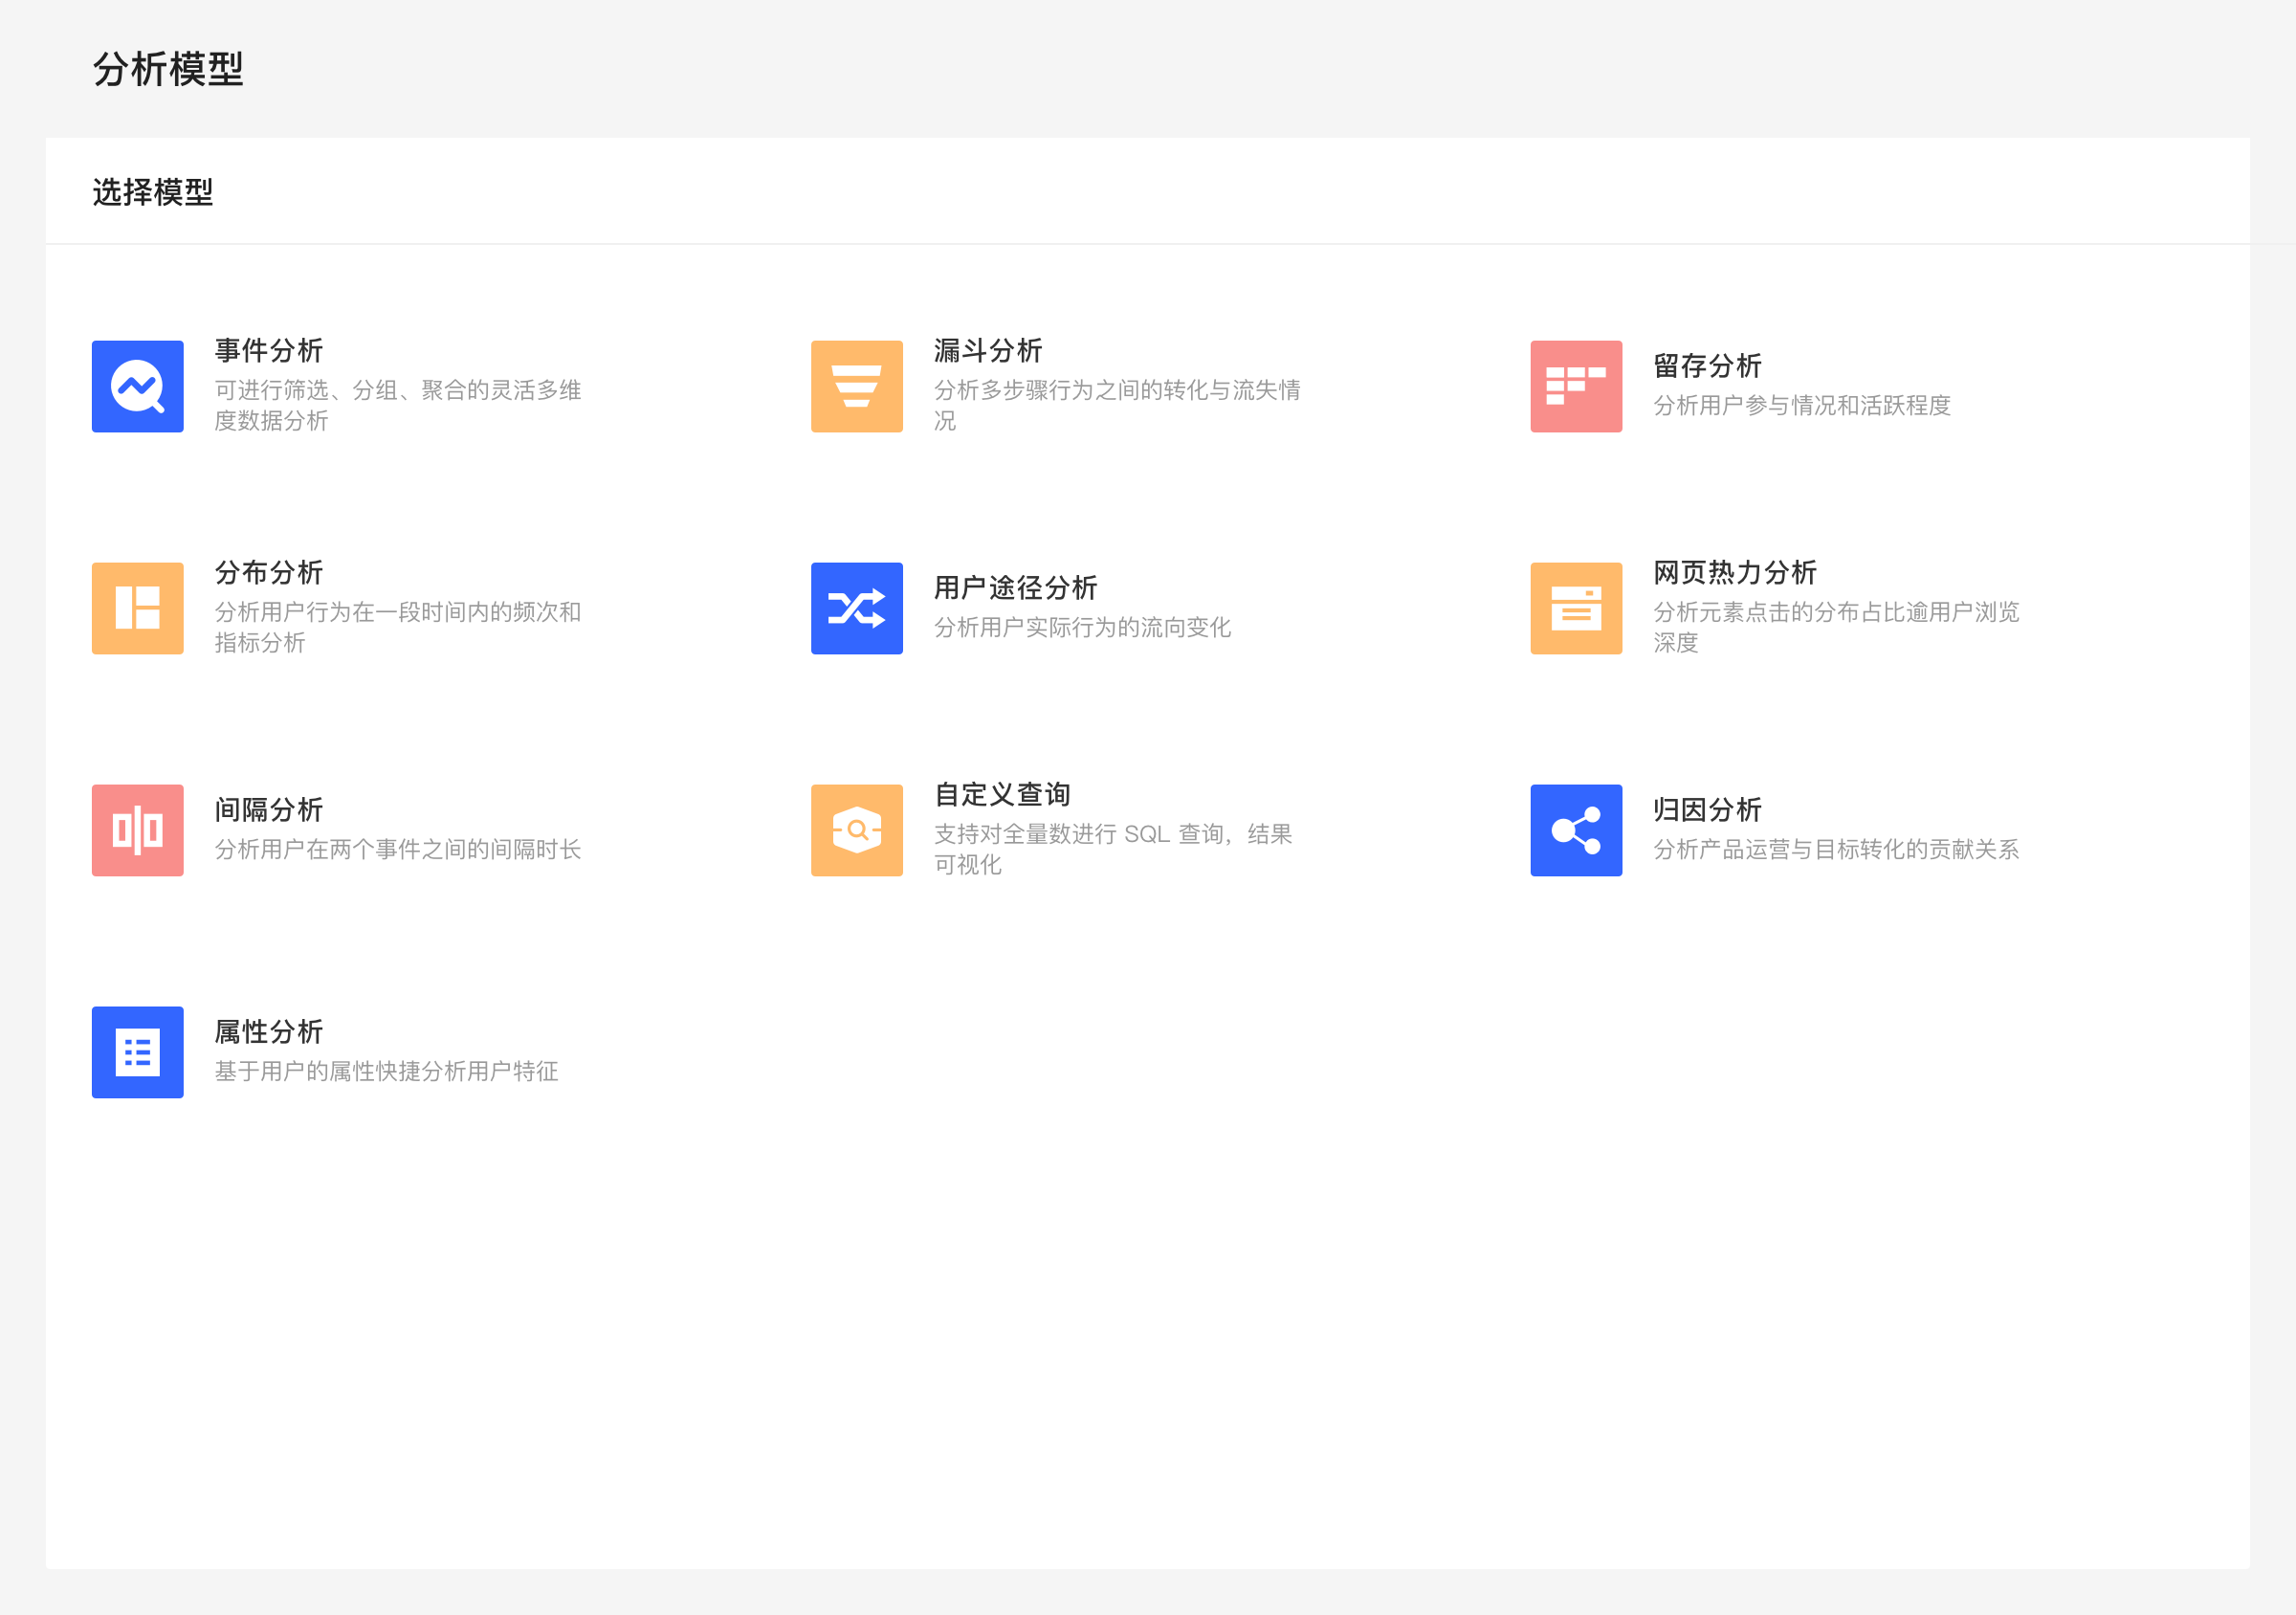 分析模型
选择模型
事件分析
可进行筛选、分组、聚合的灵活多维
度数据分析
漏斗分析
分析多步骤行为之间的转化与流失情
况
留存分析
分析用户参与情况和活跃程度
分布分析
分析用户行为在一段时间内的频次和
指标分析
用户途径分析
分析用户实际行为的流向变化
网页热力分析
分析元素点击的分布占比逾用户浏览
深度
间隔分析
分析用户在两个事件之间的间隔时长
自定义查询
支持对全量数进行 SQL 查询，结果
可视化
归因分析
分析产品运营与目标转化的贡献关系
属性分析
基于用户的属性快捷分析用户特征